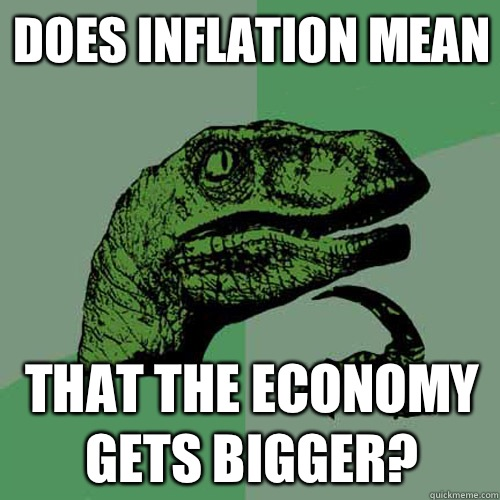 DOES INFLATION MEAN
THAT THE ECONOMY
GETS BIGGER?
quickmeme.com